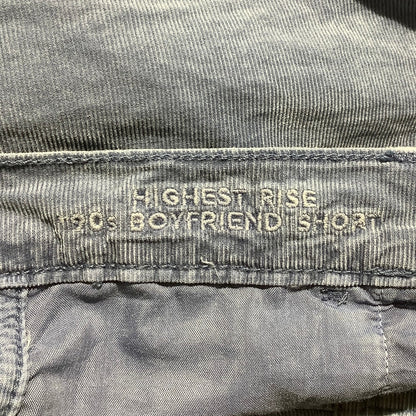 HIGHEST RISE
'90s BOYFRIEND SHORT